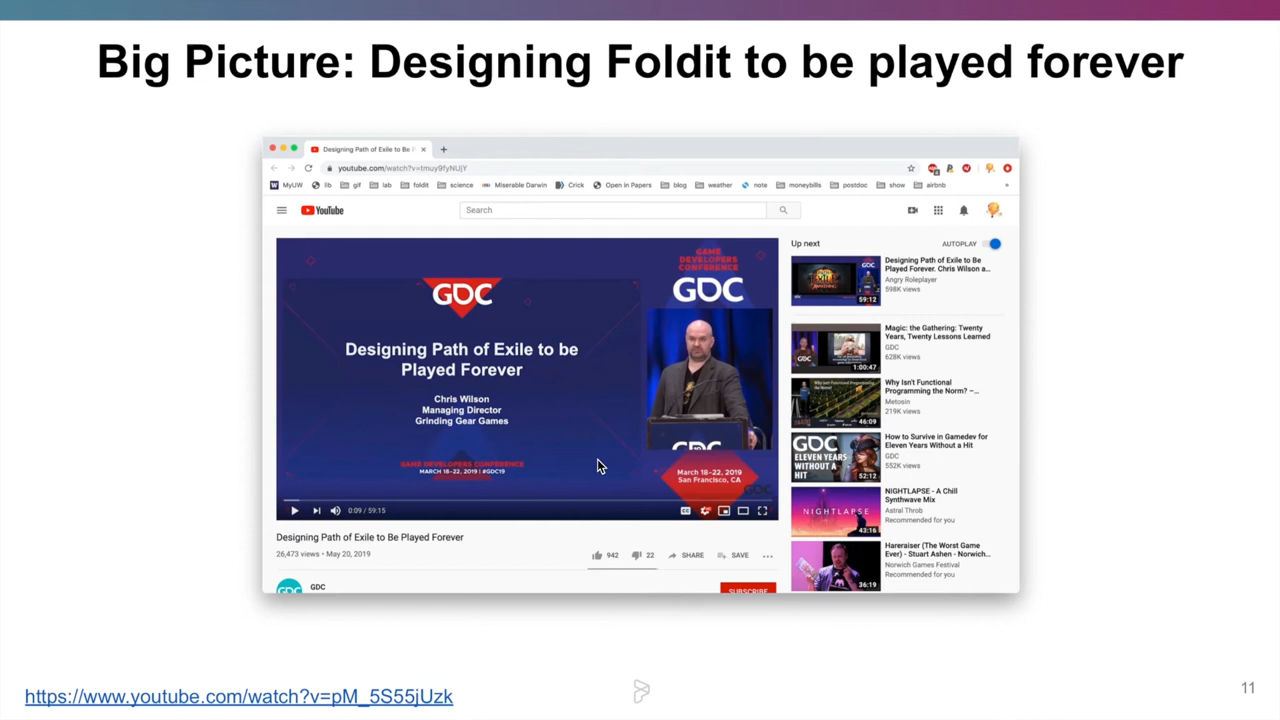 Big Picture: Designing Foldit to be played forever
Designing Path of Exile to Be P
youtube.com/watch?v=tmuy9fyNUjY
MyUW lib gif lab foldit science Miserable Darwin Crick Open in Papers blog weather note moneybills postdoc show airbnb »
YouTube
Search
GDC
Designing Path of Exile to be
Played Forever
Chris Wilson
Managing Director
Grinding Gear Games
GAME DEVELOPERS CONFERENCE
MARCH 18–22, 2019 | #GDC19
GAME
DEVELOPERS
CONFERENCE
GDC
March 18–22, 2019
San Francisco, CA
GDC
0:09 / 59:15
Designing Path of Exile to Be Played Forever
26,473 views • May 20, 2019
942 22 SHARE SAVE
GDC
SUBSCRIBE
Up next
AUTOPLAY
Designing Path of Exile to Be
Played Forever. Chris Wilson a...
Angry Roleplayer
598K views
59:12
Magic: the Gathering: Twenty
Years, Twenty Lessons Learned
GDC
628K views
1:00:47
Why Isn't Functional
Programming the Norm? –...
Metosin
219K views
46:09
How to Survive in Gamedev for
Eleven Years Without a Hit
GDC
552K views
GDC
ELEVEN YEARS
WITHOUT A
HIT
52:12
NIGHTLAPSE - A Chill
Synthwave Mix
Astral Throb
Recommended for you
NIGHTLAPSE
43:16
Hareraiser (The Worst Game
Ever) - Stuart Ashen - Norwich...
Norwich Games Festival
Recommended for you
36:19
https://www.youtube.com/watch?v=pM_5S55jUzk
11